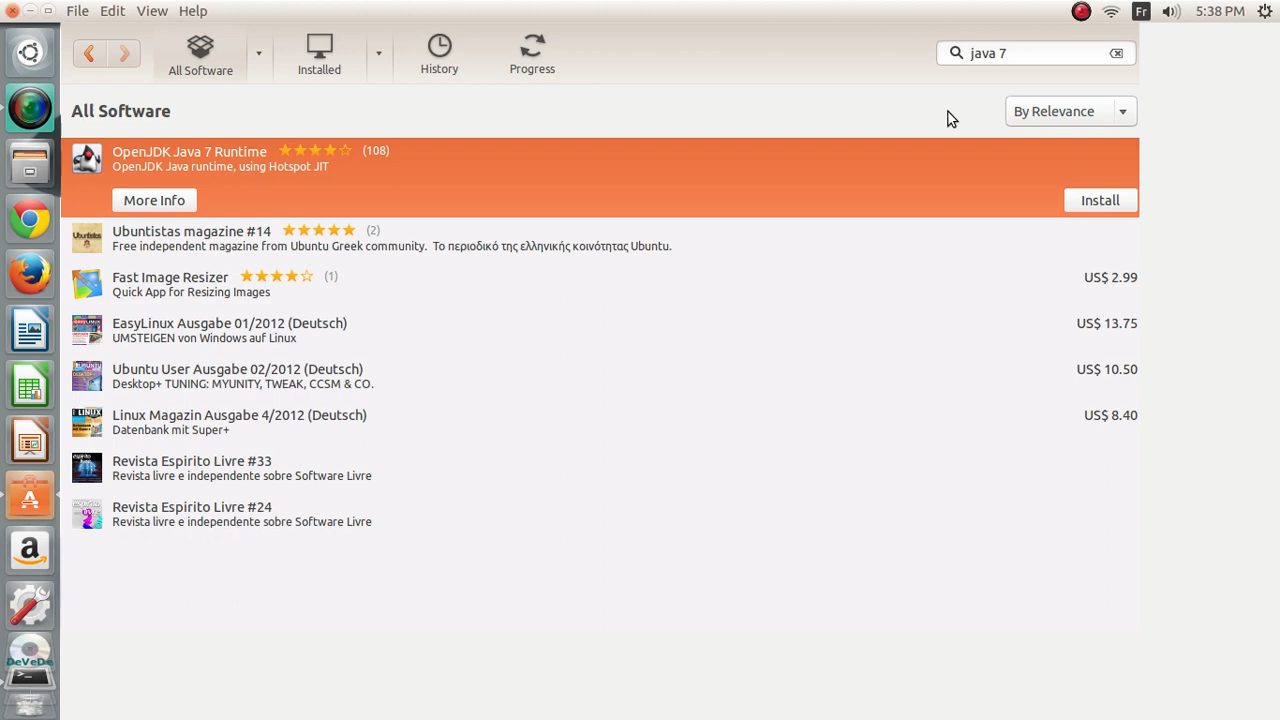 File Edit View Help
Fr 5:38 PM
All Software Installed History Progress
java 7
All Software
By Relevance
OpenJDK Java 7 Runtime (108)
OpenJDK Java runtime, using Hotspot JIT
More Info
Install
Ubuntistas magazine #14 (2)
Free independent magazine from Ubuntu Greek community. Το περιοδικό της ελληνικής κοινότητας Ubuntu.
Fast Image Resizer (1)
US$ 2.99
Quick App for Resizing Images
EasyLinux Ausgabe 01/2012 (Deutsch)
US$ 13.75
UMSTEIGEN von Windows auf Linux
Ubuntu User Ausgabe 02/2012 (Deutsch)
US$ 10.50
Desktop+ TUNING: MYUNITY, TWEAK, CCSM & CO.
Linux Magazin Ausgabe 4/2012 (Deutsch)
US$ 8.40
Datenbank mit Super+
Revista Espirito Livre #33
Revista livre e independente sobre Software Livre
Revista Espirito Livre #24
Revista livre e independente sobre Software Livre
DeVeDe